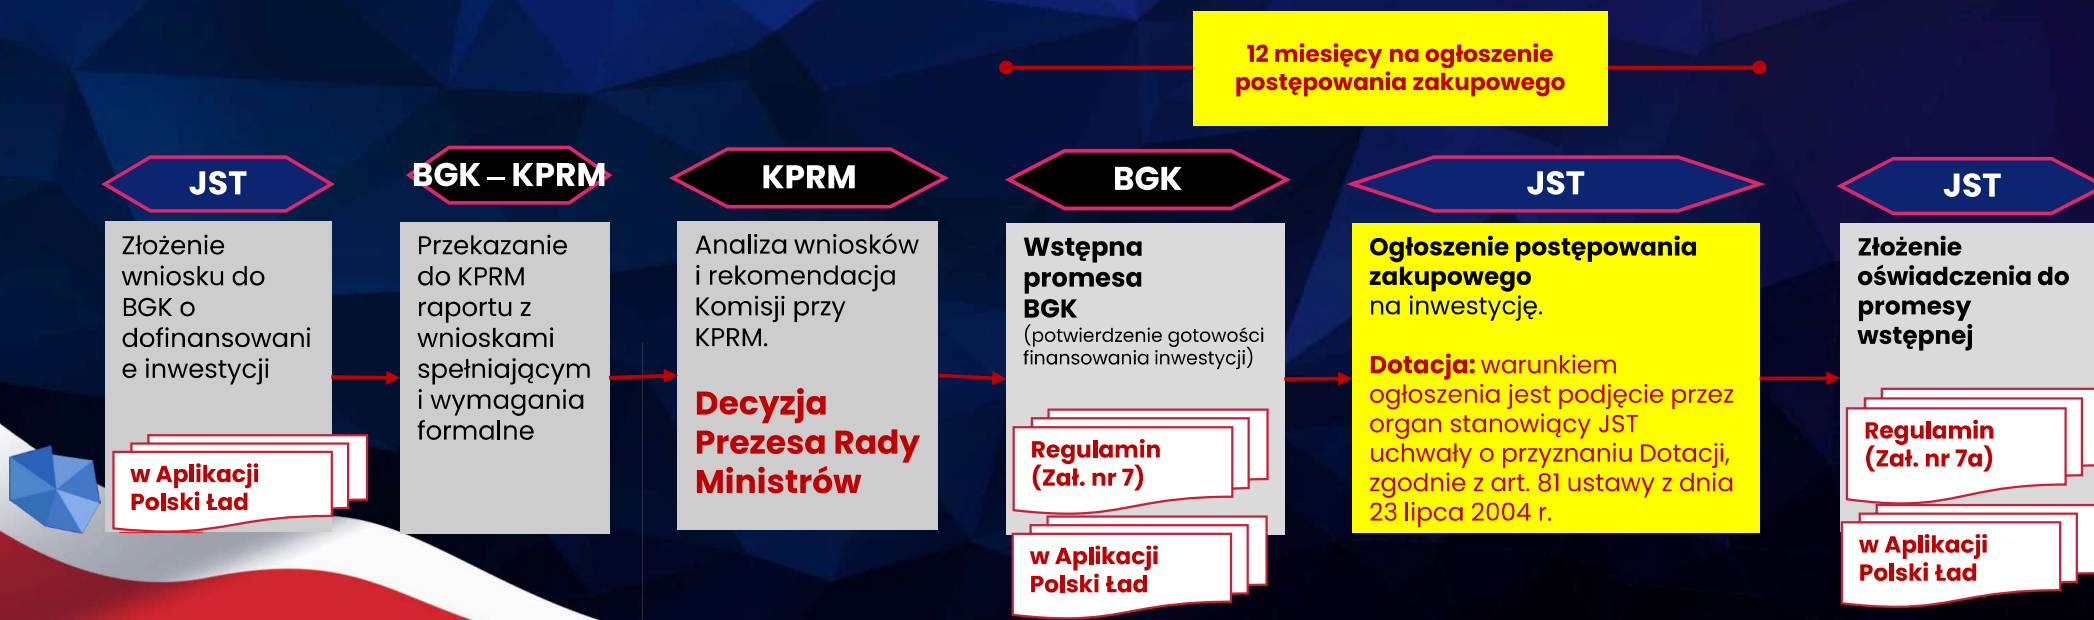 12 miesięcy na ogłoszenie
postępowania zakupowego
JST
Złożenie
wniosku do
BGK o
dofinansowani
e inwestycji
w Aplikacji
Polski Ład
BGK – KPRM
Przekazanie
do KPRM
raportu z
wnioskami
spełniającym
i wymagania
formalne
KPRM
Analiza wniosków
i rekomendacja
Komisji przy
KPRM.
Decyzja
Prezesa Rady
Ministrów
BGK
Wstępna
promesa
BGK
(potwierdzenie gotowości
finansowania inwestycji)
Regulamin
(Zał. nr 7)
w Aplikacji
Polski Ład
JST
Ogłoszenie postępowania
zakupowego
na inwestycję.
Dotacja: warunkiem
ogłoszenia jest podjęcie przez
organ stanowiący JST
uchwały o przyznaniu Dotacji,
zgodnie z art. 81 ustawy z dnia
23 lipca 2004 r.
JST
Złożenie
oświadczenia do
promesy
wstępnej
Regulamin
(Zał. nr 7a)
w Aplikacji
Polski Ład